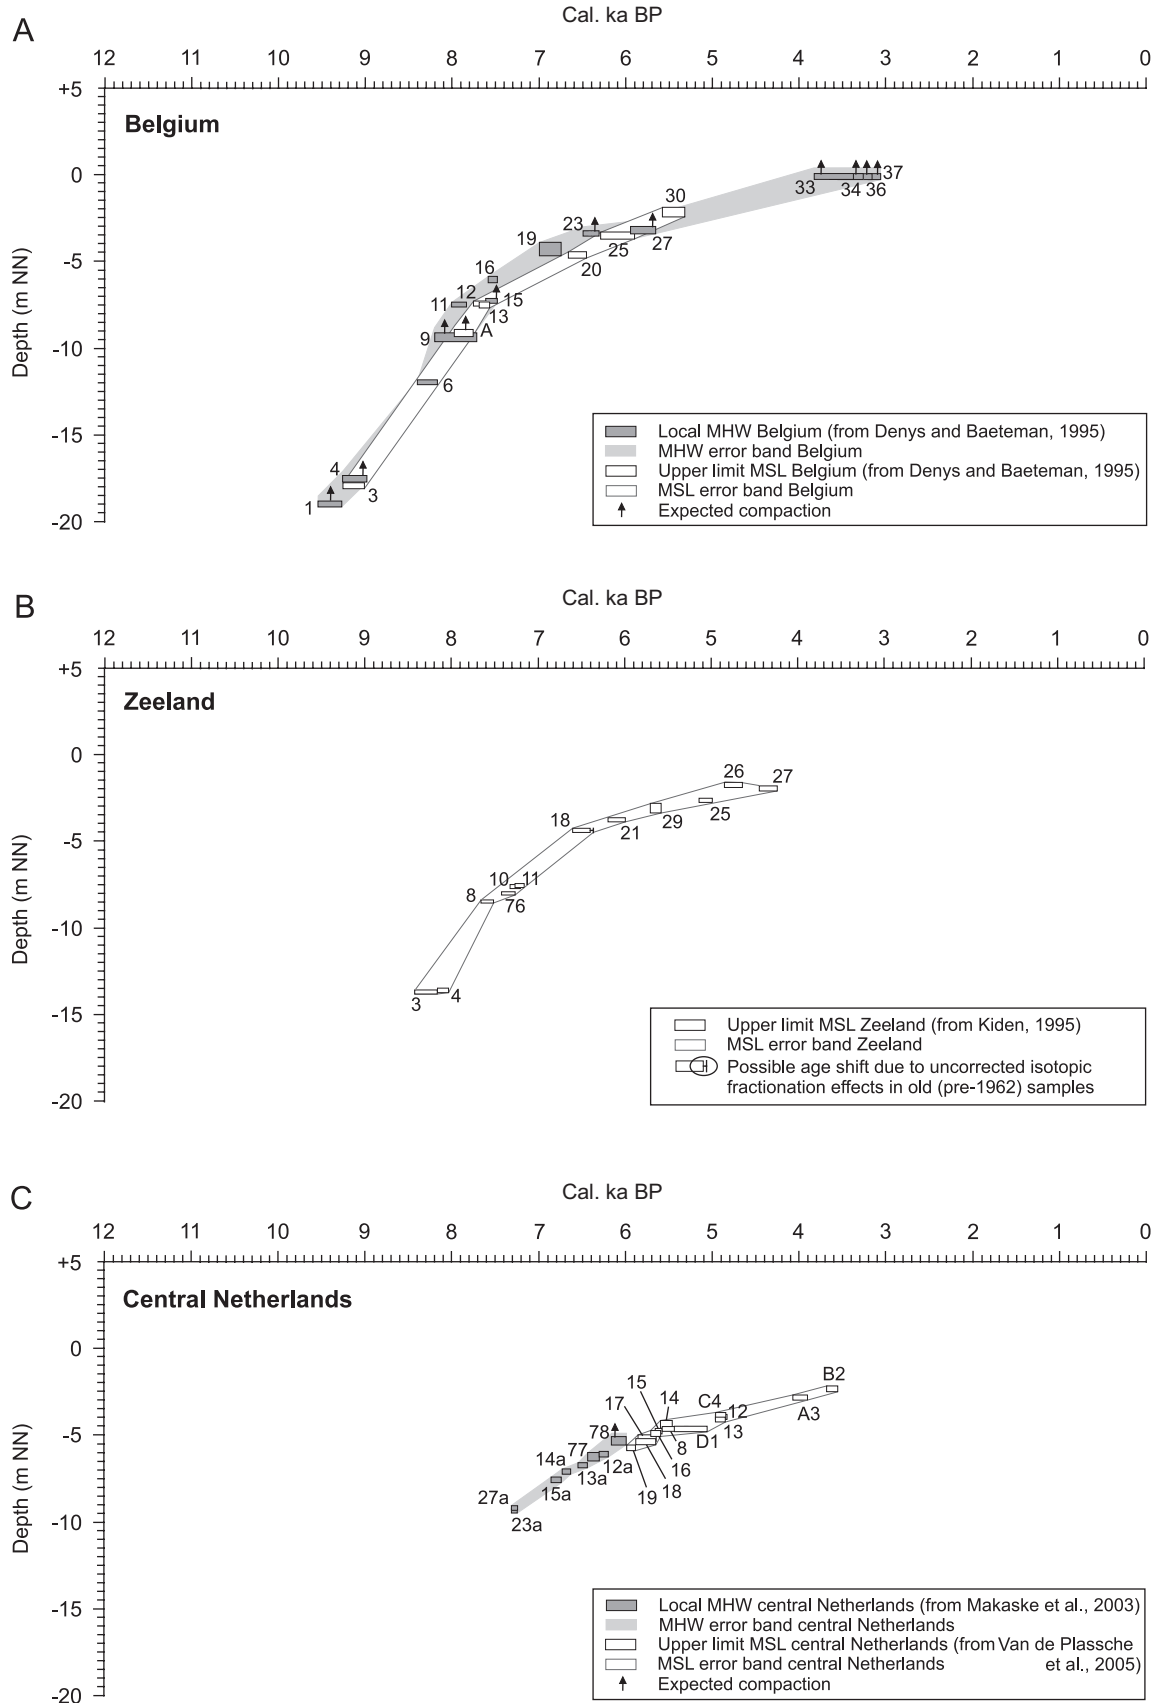 A
Cal. ka BP
12 11 10 9 8 7 6 5 4 3 2 1 0
+5
Belgium
0
-5
-10
-15
-20
Depth (m NN)
37
33 34 36
30
23
27
25
19
20
16
12
11 15
13
9 A
6
4
3
1
Local MHW Belgium (from Denys and Baeteman, 1995)
MHW error band Belgium
Upper limit MSL Belgium (from Denys and Baeteman, 1995)
MSL error band Belgium
Expected compaction
B
Cal. ka BP
12 11 10 9 8 7 6 5 4 3 2 1 0
+5
Zeeland
0
-5
-10
-15
-20
Depth (m NN)
26 27
25
29
18 21
10 11
8 76
3 4
Upper limit MSL Zeeland (from Kiden, 1995)
MSL error band Zeeland
Possible age shift due to uncorrected isotopic
fractionation effects in old (pre-1962) samples
C
Cal. ka BP
12 11 10 9 8 7 6 5 4 3 2 1 0
+5
Central Netherlands
0
-5
-10
-15
-20
Depth (m NN)
B2
A3
15
14 C4
17 12
13
78 8 D1
77 16
14a 12a 18
13a 19
15a
27a
23a
Local MHW central Netherlands (from Makaske et al., 2003)
MHW error band central Netherlands
Upper limit MSL central Netherlands (from Van de Plassche
MSL error band central Netherlands et al., 2005)
Expected compaction